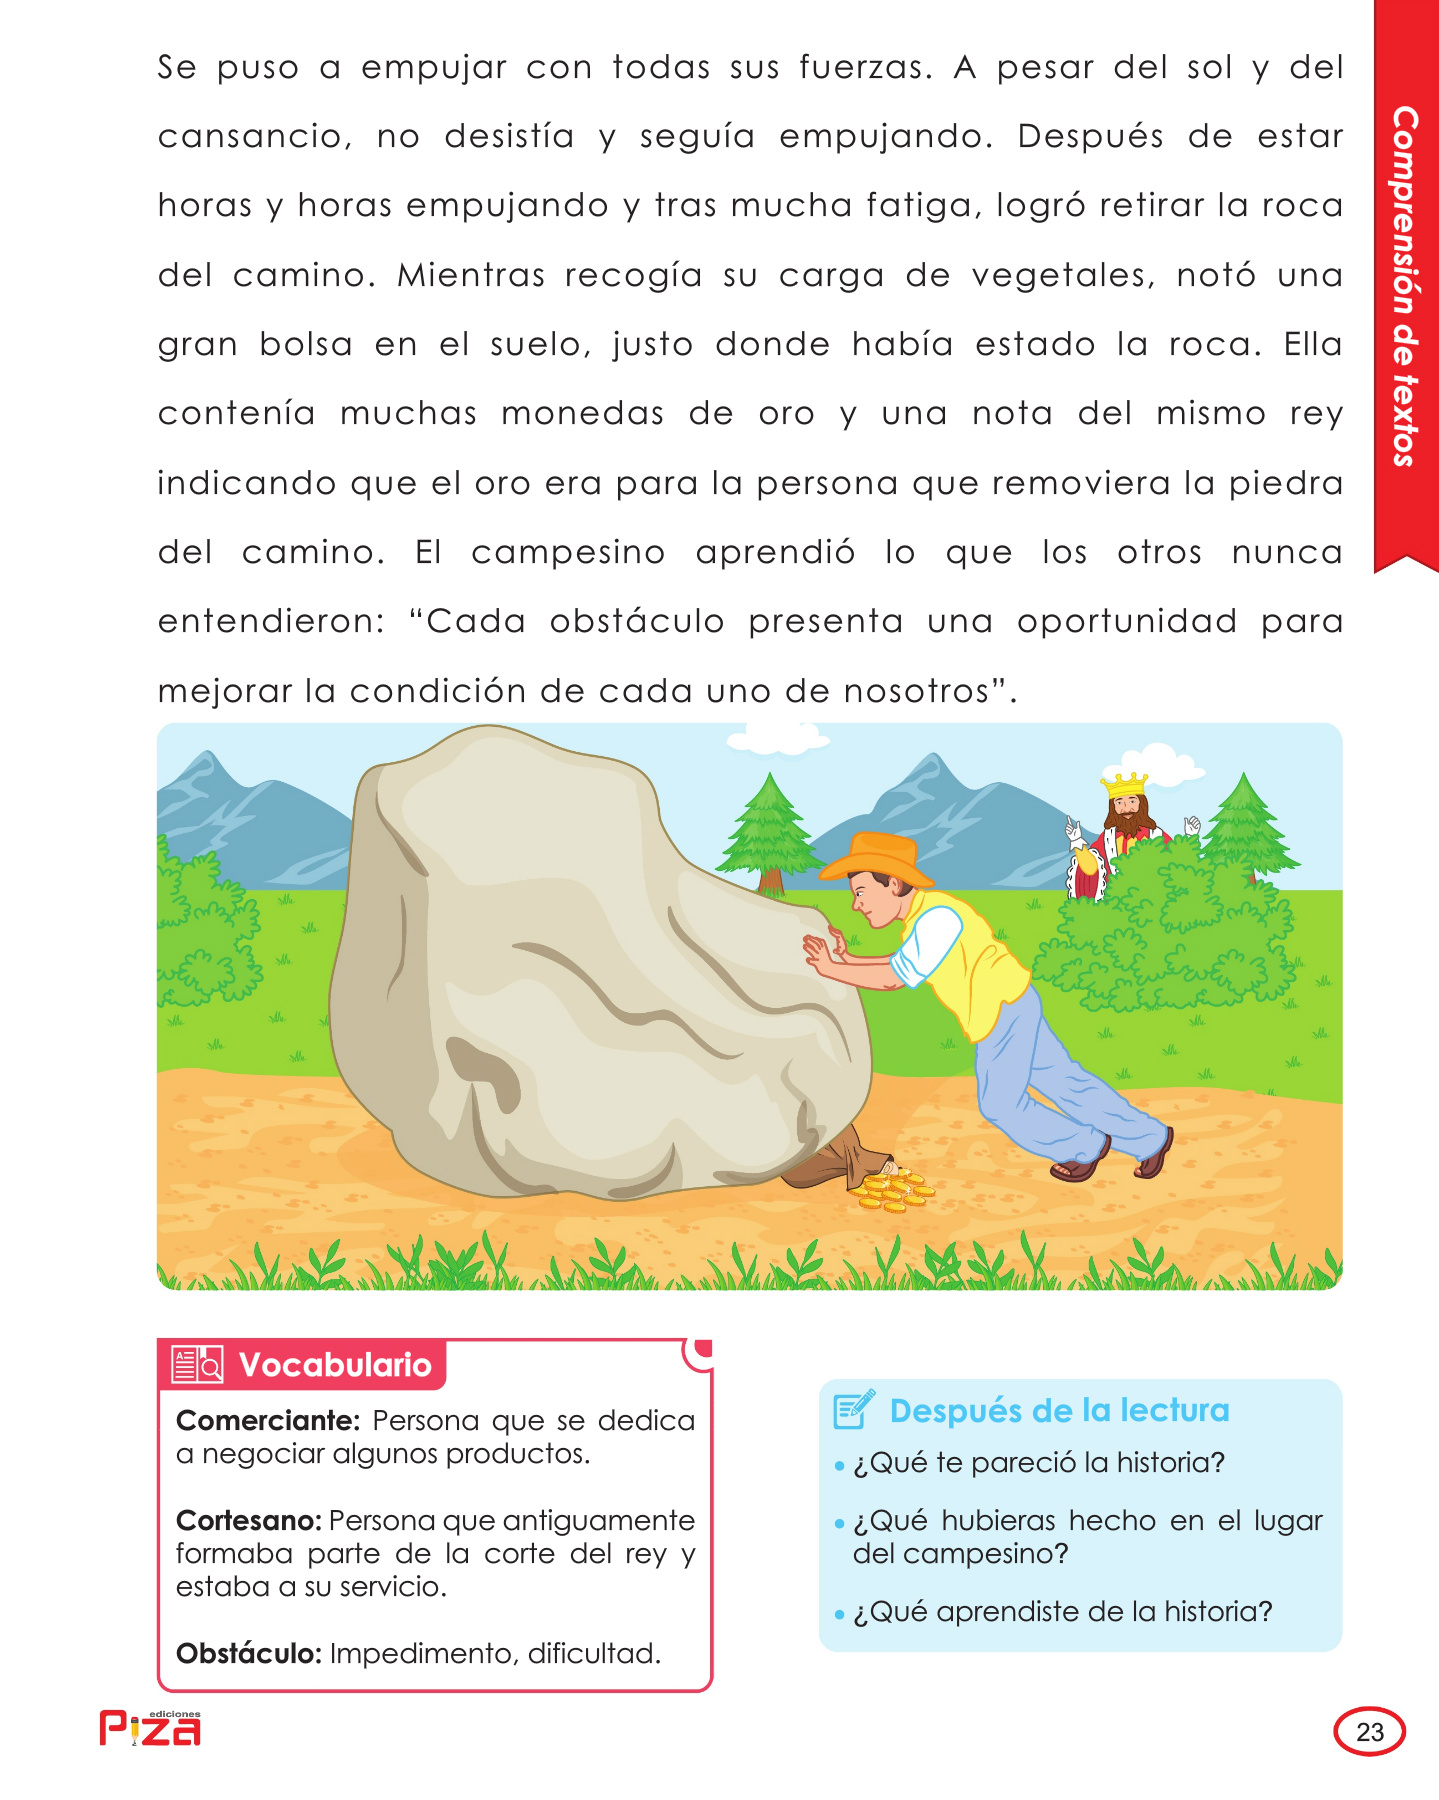 Se puso a empujar con todas sus fuerzas. A pesar del sol y del
cansancio, no desistía y seguía empujando. Después de estar
horas y horas empujando y tras mucha fatiga, logró retirar la roca
del camino. Mientras recogía su carga de vegetales, notó una
gran bolsa en el suelo, justo donde había estado la roca. Ella
contenía muchas monedas de oro y una nota del mismo rey
indicando que el oro era para la persona que removiera la piedra
del camino. El campesino aprendió lo que los otros nunca
entendieron: “Cada obstáculo presenta una oportunidad para
mejorar la condición de cada uno de nosotros”.
Comprensión de textos
Vocabulario
Comerciante: Persona que se dedica
a negociar algunos productos.
Cortesano: Persona que antiguamente
formaba parte de la corte del rey y
estaba a su servicio.
Obstáculo: Impedimento, dificultad.
Después de la lectura
• ¿Qué te pareció la historia?
• ¿Qué hubieras hecho en el lugar
del campesino?
• ¿Qué aprendiste de la historia?
ediciones
Piza
23